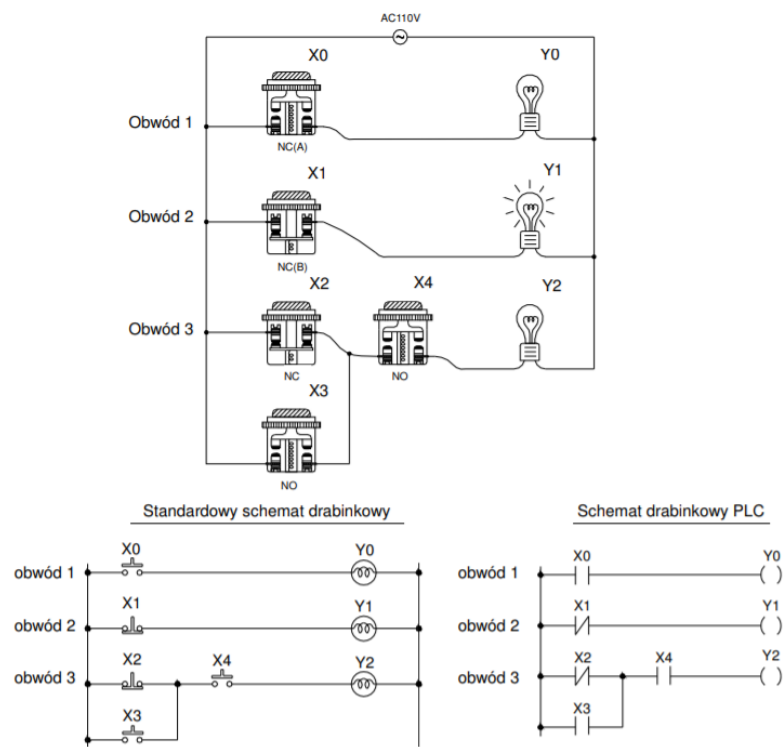 AC110V
X0 Y0
Obwód 1
NC(A)
X1 Y1
Obwód 2
NC(B)
X2 X4 Y2
Obwód 3
NC NO
X3
NO
Standardowy schemat drabinkowy
X0 Y0
obwód 1
X1 Y1
obwód 2
X2 X4 Y2
obwód 3
X3
Schemat drabinkowy PLC
X0 Y0
obwód 1
X1 Y1
obwód 2
X2 X4 Y2
obwód 3
X3